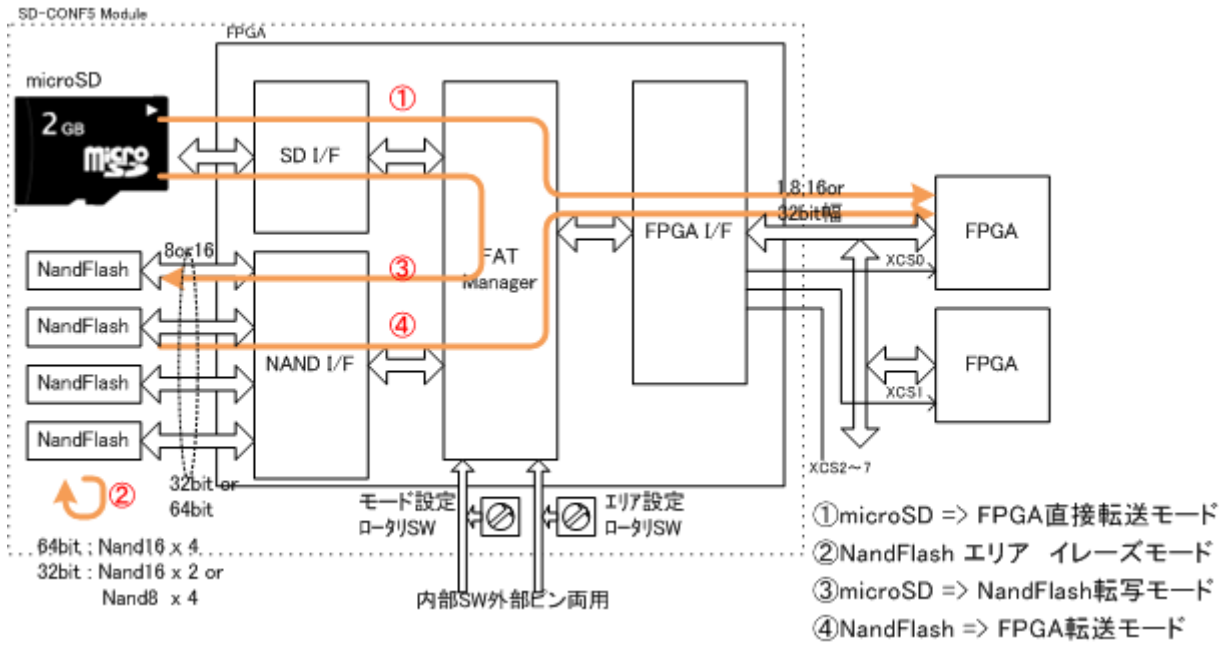 SD-CONF5 Module
FPGA
microSD
2 GB
micro SD
①
SD I/F
1,8,16or
32bit幅
FPGA I/F
FPGA
8or16
XCS0
NandFlash
③
FAT
Manager
NandFlash
④
NAND I/F
FPGA
NandFlash
XCS1
NandFlash
XCS2~7
②
32bit or
64bit
モード設定
ロータリSW
エリア設定
ロータリSW
64bit : Nand16 x 4
32bit : Nand16 x 2 or
Nand8 x 4
内部SW外部ピン両用
①microSD => FPGA直接転送モード
②NandFlash エリア イレーズモード
③microSD => NandFlash転写モード
④NandFlash => FPGA転送モード